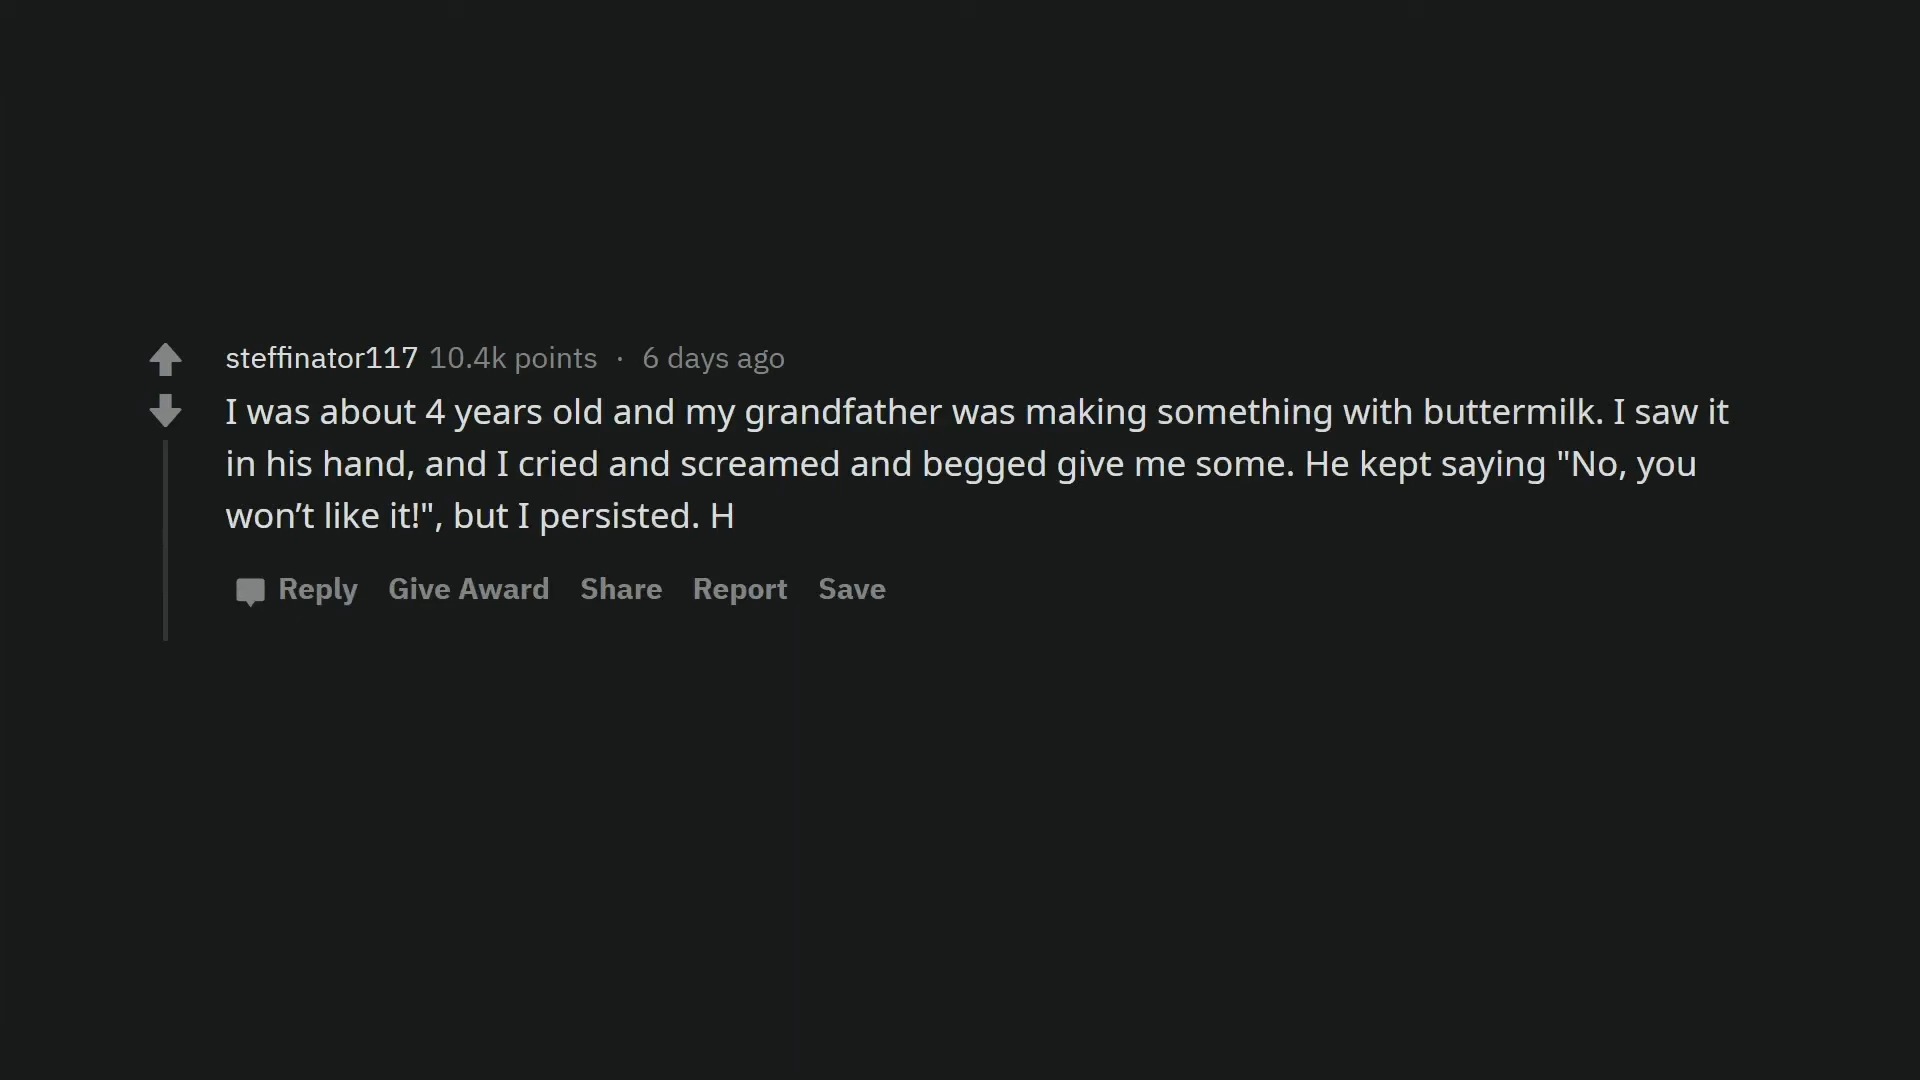 steffinator117 10.4k points · 6 days ago
I was about 4 years old and my grandfather was making something with buttermilk. I saw it
in his hand, and I cried and screamed and begged give me some. He kept saying "No, you
won’t like it!", but I persisted. H
Reply Give Award Share Report Save